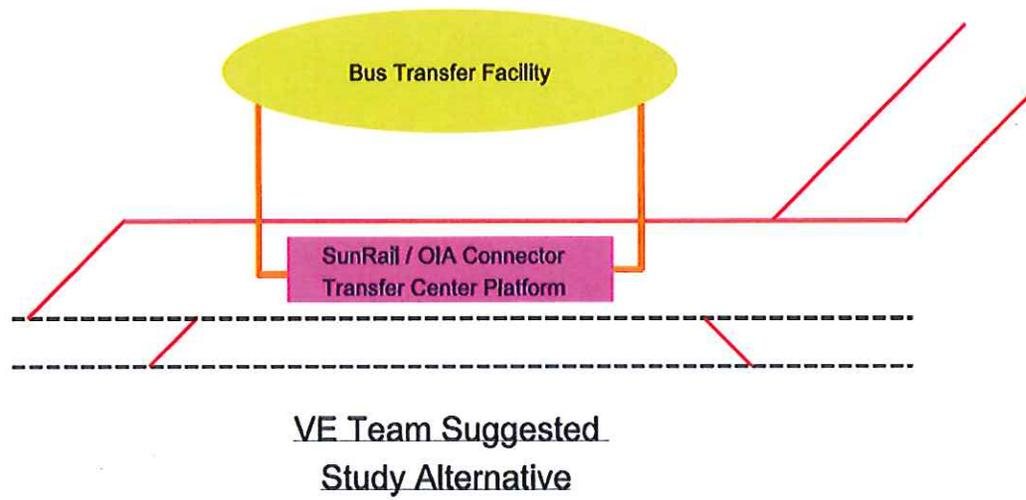 Bus Transfer Facility
SunRail / OIA Connector
Transfer Center Platform
VE Team Suggested
Study Alternative